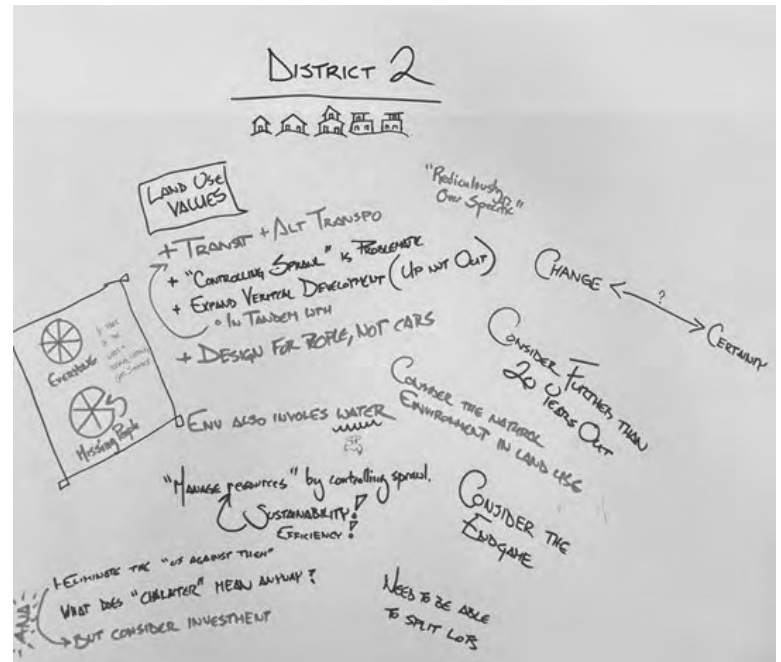 DISTRICT 2
LAND USE
VALUES
"Rediculously
Over Specific"
+ TRANSIT + ALT TRANSPO
+ "CONTROLLING SPRAWL" IS PROBLEMATIC
+ EXPAND VERTICAL DEVELOPMENT (UP NOT OUT)
° IN TANDEM WITH
+ DESIGN FOR PEOPLE, NOT CARS
CHANGE
?
CERTAINTY
EVERYTHING
Missing People
ENV ALSO INVOLES WATER
CONSIDER FURTHER THAN
20 YEARS OUT
CONSIDER THE NATURAL
ENVIRONMENT IN LAND USE
"MANAGE RESOURCES" by controlling sprawl.
SUSTAINABILITY!
EFFICIENCY!
CONSIDER THE
ENDGAME
+ ELIMINATE THE "US AGAINST THEM"
WHAT DOES "CHARACTER" MEAN ANYWAY?
BUT CONSIDER INVESTMENT
NEED TO BE ABLE
TO SPLIT LOTS